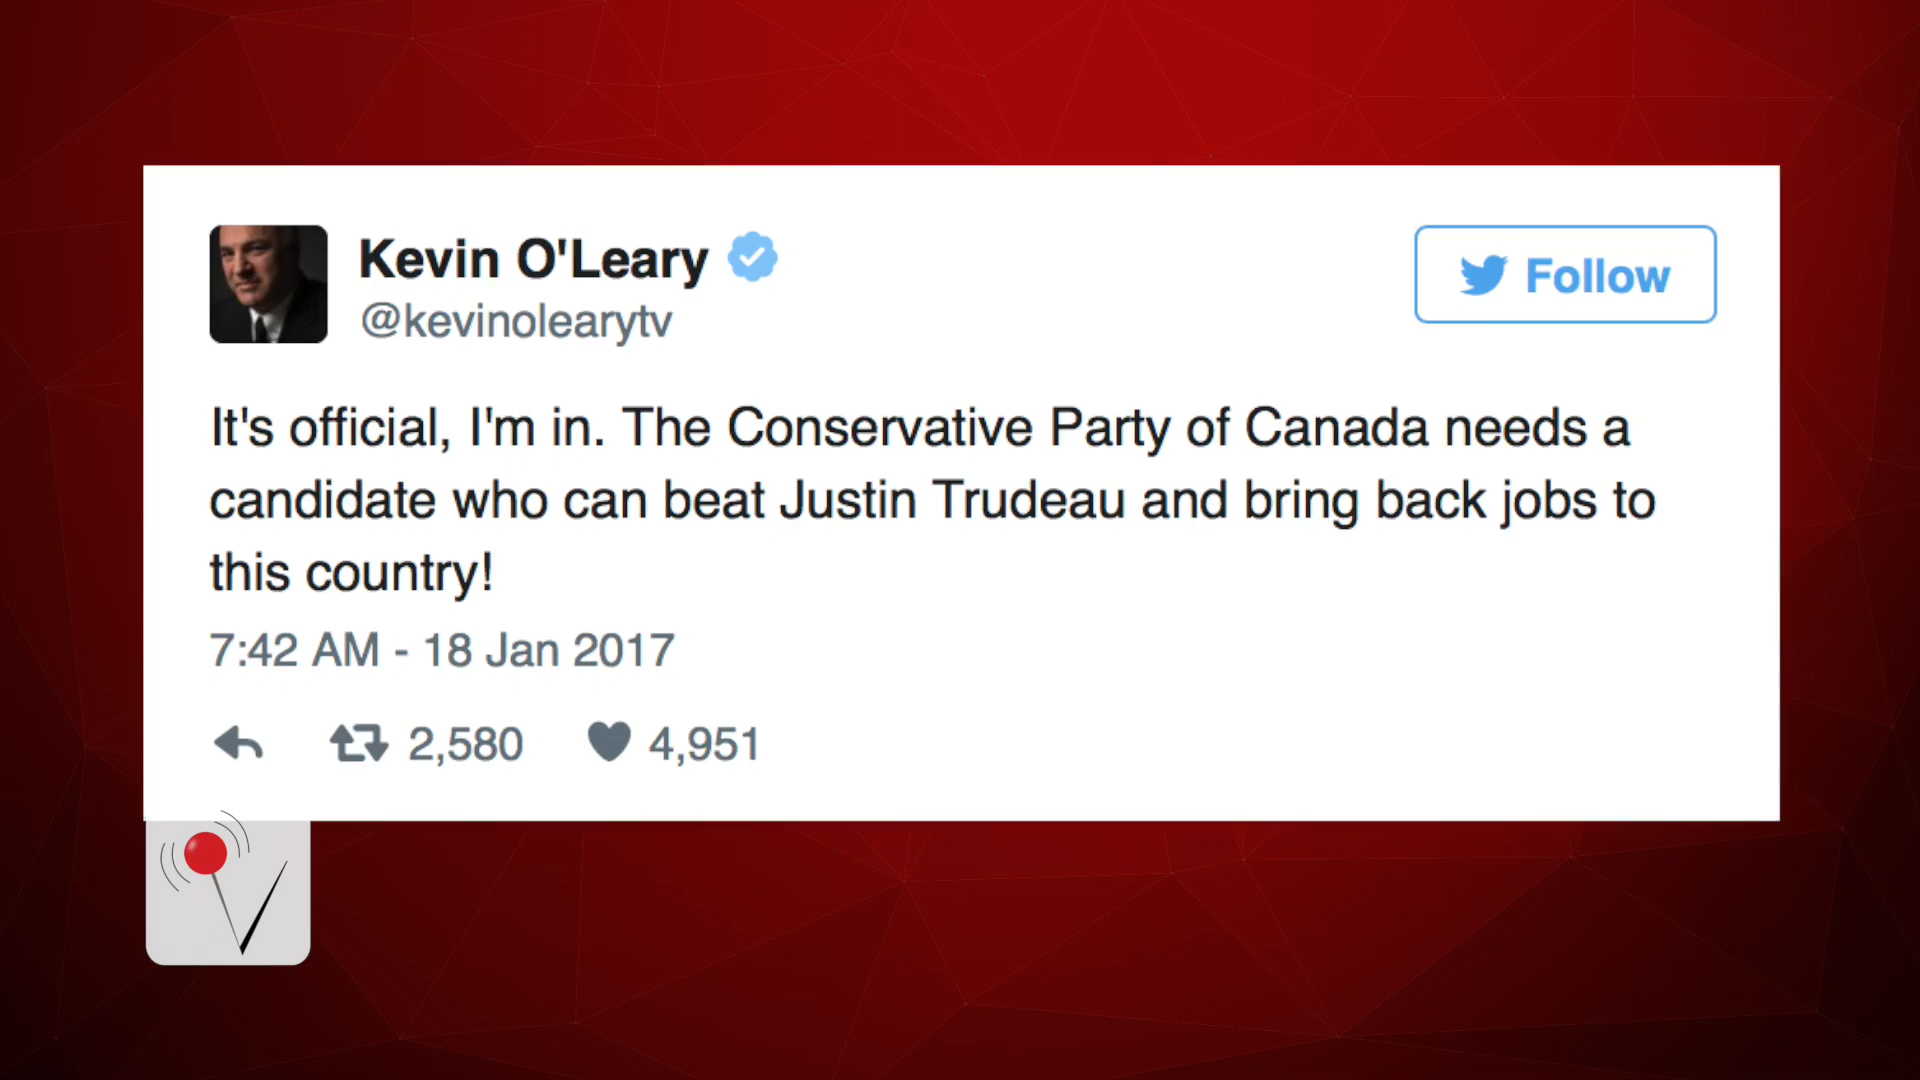 Kevin O'Leary
@kevinolearytv
Follow
It's official, I'm in. The Conservative Party of Canada needs a
candidate who can beat Justin Trudeau and bring back jobs to
this country!
7:42 AM - 18 Jan 2017
2,580 4,951